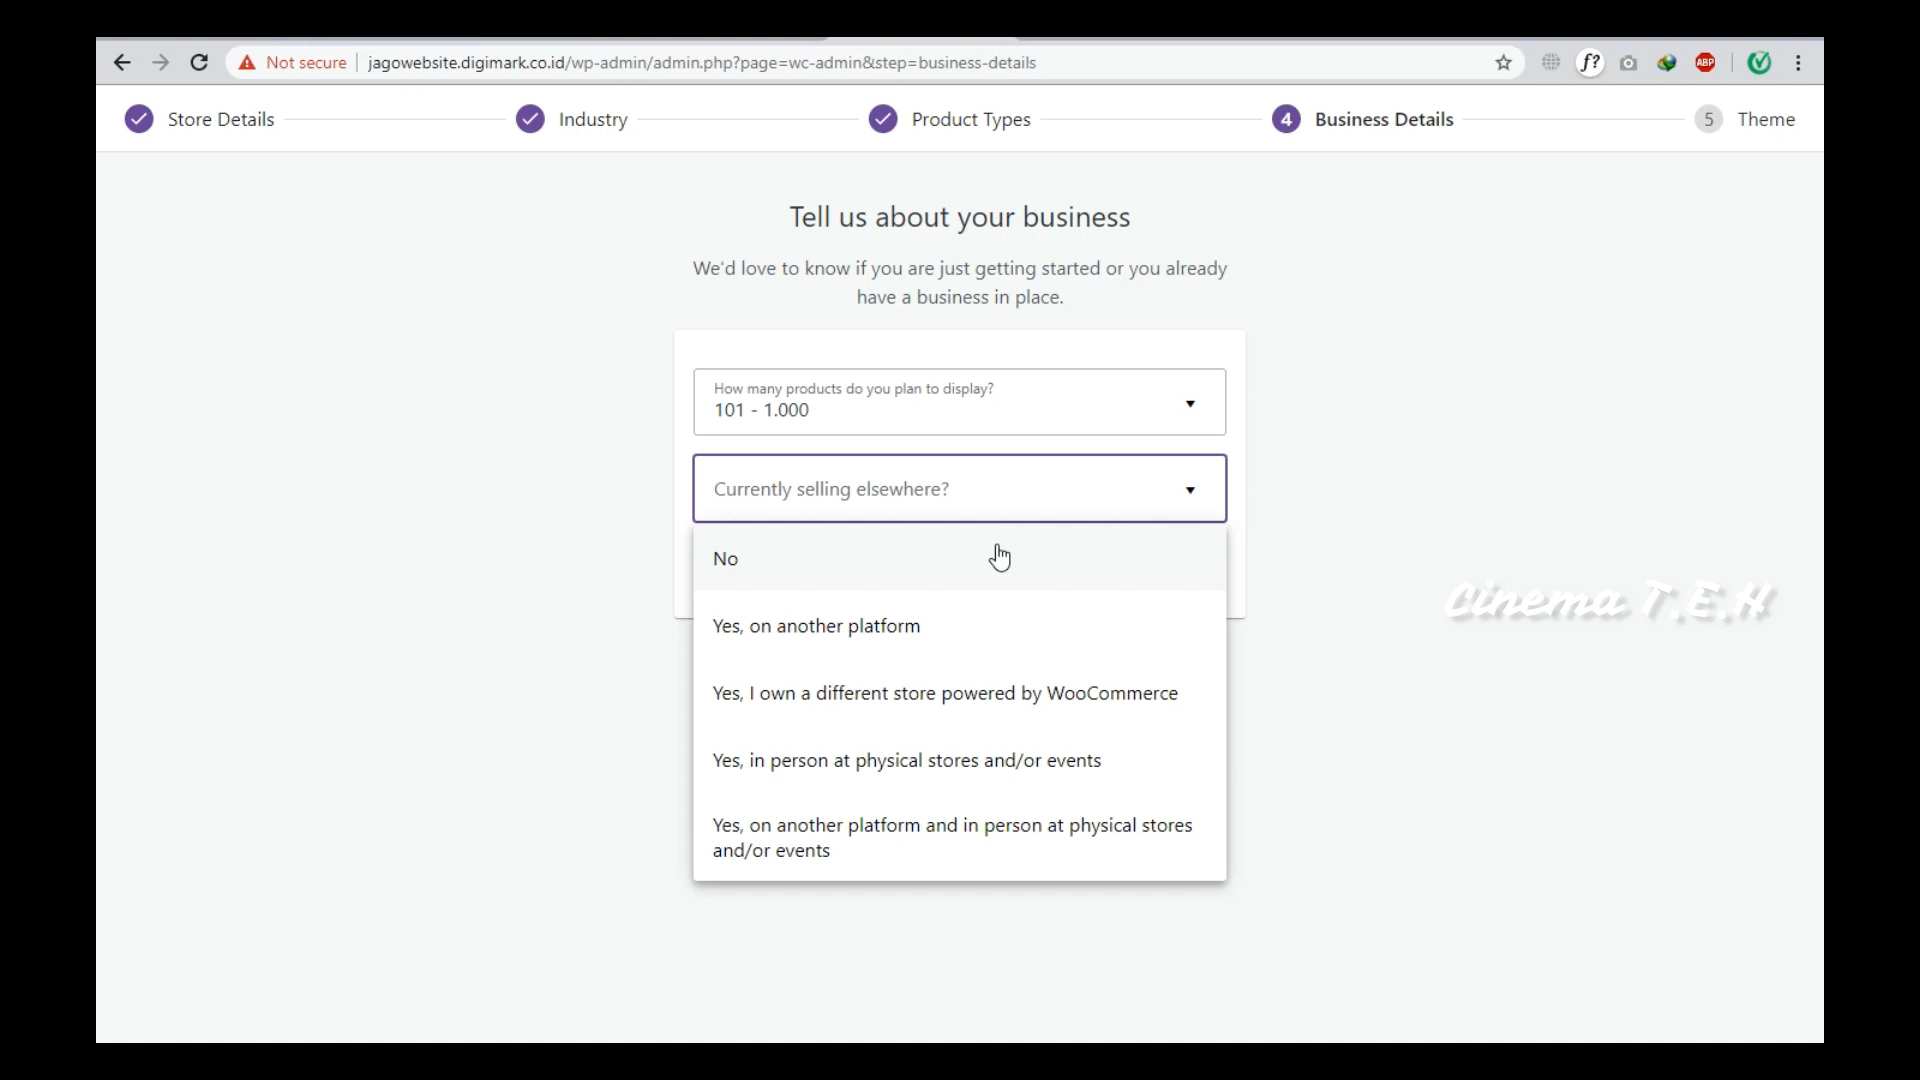 Not secure
jagowebsite.digimark.co.id/wp-admin/admin.php?page=wc-admin&step=business-details
f?
ABP
Store Details
Industry
Product Types
4 Business Details
5 Theme
Tell us about your business
We'd love to know if you are just getting started or you already
have a business in place.
How many products do you plan to display?
101 - 1.000
Currently selling elsewhere?
No
Yes, on another platform
Yes, I own a different store powered by WooCommerce
Yes, in person at physical stores and/or events
Yes, on another platform and in person at physical stores
and/or events
Cinema T.E.H